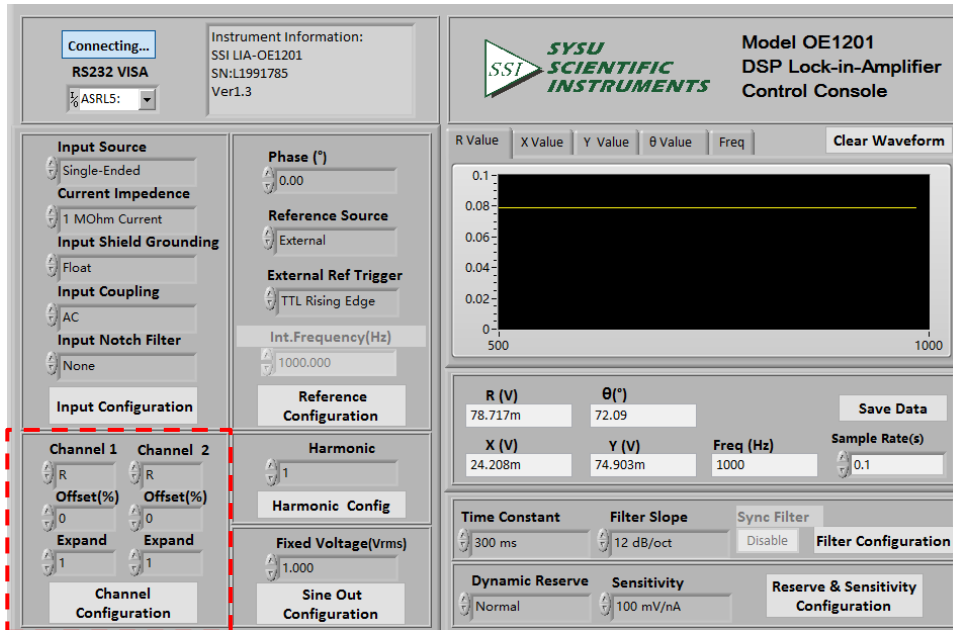 Connecting...
RS232 VISA
I/O ASRL5:
Instrument Information:
SSI LIA-OE1201
SN:L1991785
Ver1.3
SSI
SYSU
SCIENTIFIC
INSTRUMENTS
Model OE1201
DSP Lock-in-Amplifier
Control Console
Input Source
Single-Ended
Current Impedence
1 MOhm Current
Input Shield Grounding
Float
Input Coupling
AC
Input Notch Filter
None
Input Configuration
Phase (°)
0.00
Reference Source
External
External Ref Trigger
TTL Rising Edge
Int.Frequency(Hz)
1000.000
Reference
Configuration
R Value X Value Y Value θ Value Freq Clear Waveform
0.1
0.08
0.06
0.04
0.02
0
500 1000
R (V) θ(°)
78.717m 72.09 Save Data
X (V) Y (V) Freq (Hz) Sample Rate(s)
24.208m 74.903m 1000 0.1
Channel 1 Channel 2
R R
Offset(%) Offset(%)
0 0
Expand Expand
1 1
Channel
Configuration
Harmonic
1
Harmonic Config
Fixed Voltage(Vrms)
1.000
Sine Out
Configuration
Time Constant Filter Slope Sync Filter
300 ms 12 dB/oct Disable Filter Configuration
Dynamic Reserve Sensitivity
Normal 100 mV/nA
Reserve & Sensitivity
Configuration